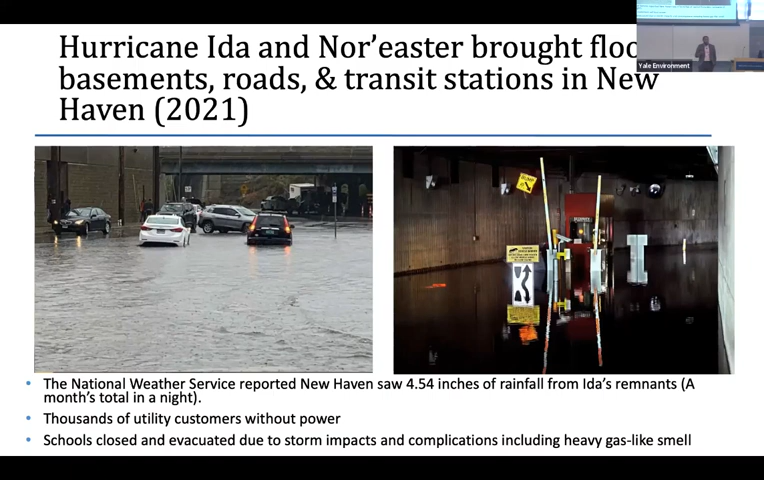 Hurricane Ida and Nor'easter brought floo
basements, roads, & transit stations in New
Haven (2021)
Yale Environment
• The National Weather Service reported New Haven saw 4.54 inches of rainfall from Ida's remnants (A
month's total in a night).
• Thousands of utility customers without power
• Schools closed and evacuated due to storm impacts and complications including heavy gas-like smell